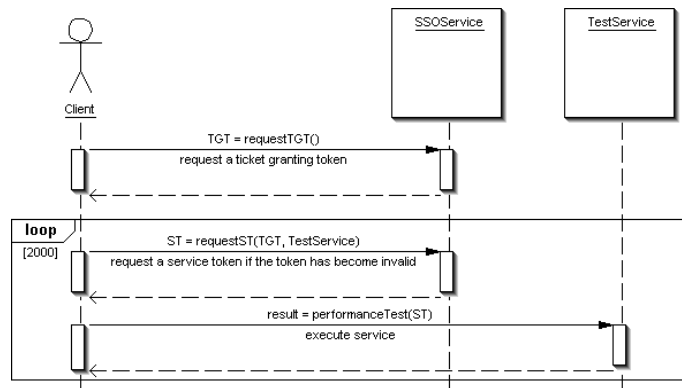 SSOService
TestService
Client
TGT = requestTGT()
request a ticket granting token
loop
[2000]
ST = requestST(TGT, TestService)
request a service token if the token has become invalid
result = performanceTest(ST)
execute service